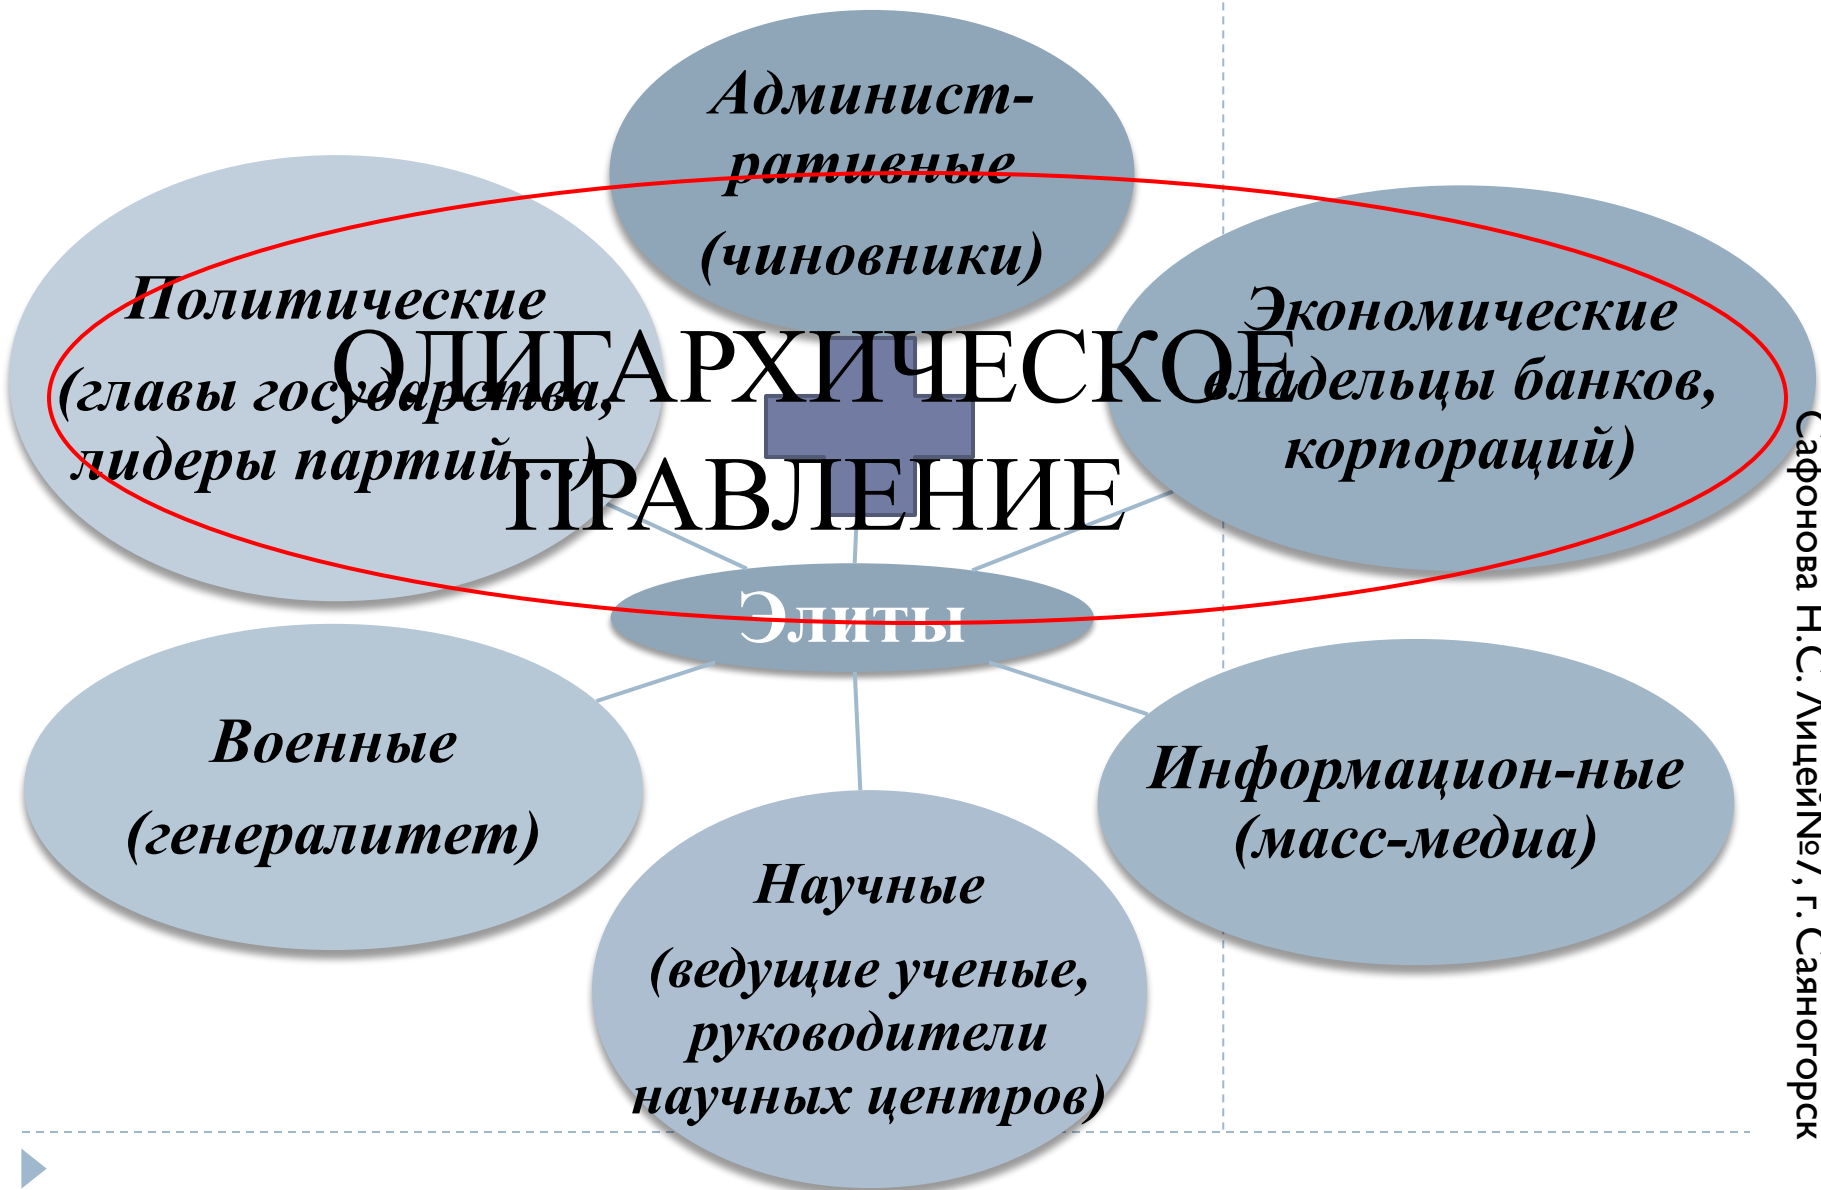 Админист-
ративные
(чиновники)
Политические
(главы государства,
лидеры партий…)
Экономические
владельцы банков,
корпораций)
ОЛИГАРХИЧЕСКОЕ
ПРАВЛЕНИЕ
Элиты
Военные
(генералитет)
Информацион-ные
(масс-медиа)
Научные
(ведущие ученые,
руководители
научных центров)
Сафонова Н.С. Лицей№7, г. Саяногорск